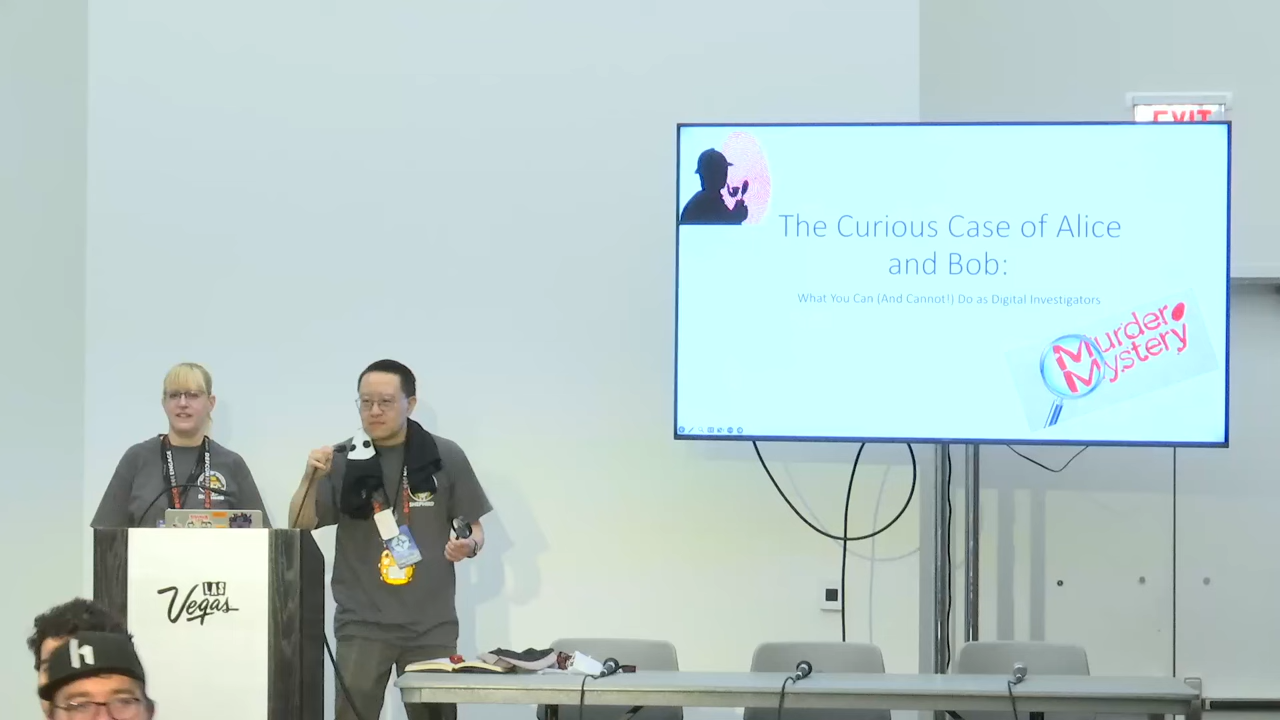 EXIT
The Curious Case of Alice
and Bob:
What You Can (And Cannot!) Do as Digital Investigators
Murder
Mystery
LAS
Vegas
h